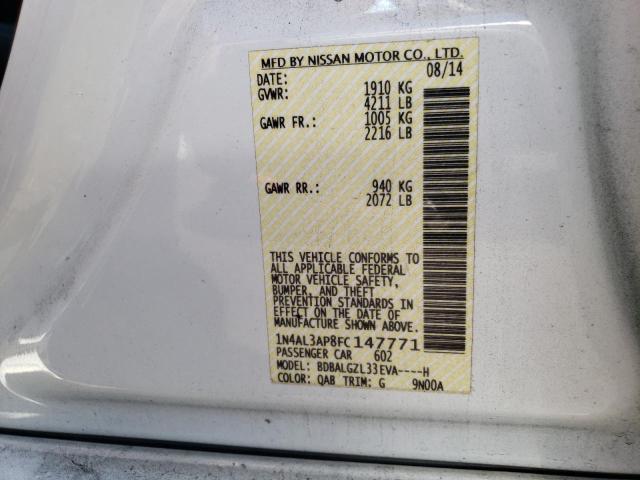 MFD BY NISSAN MOTOR CO., LTD.
DATE: 08/14
GVWR: 1910 KG
4211 LB
GAWR FR.: 1005 KG
2216 LB
GAWR RR.: 940 KG
2072 LB
THIS VEHICLE CONFORMS TO
ALL APPLICABLE FEDERAL
MOTOR VEHICLE SAFETY,
BUMPER, AND THEFT
PREVENTION STANDARDS IN
EFFECT ON THE DATE OF
MANUFACTURE SHOWN ABOVE.
1N4AL3AP8FC147771
PASSENGER CAR 602
MODEL: BDBALGZL33EVA----H
COLOR: QAB TRIM: G 9N00A